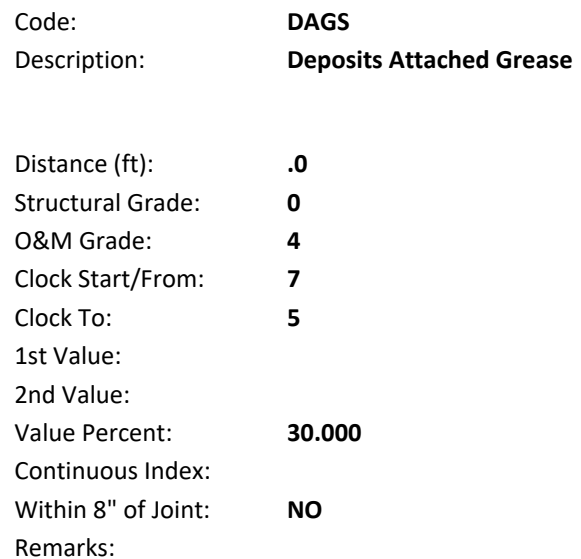 Code: DAGS
Description: Deposits Attached Grease
Distance (ft): .0
Structural Grade: 0
O&M Grade: 4
Clock Start/From: 7
Clock To: 5
1st Value:
2nd Value:
Value Percent: 30.000
Continuous Index:
Within 8" of Joint: NO
Remarks: